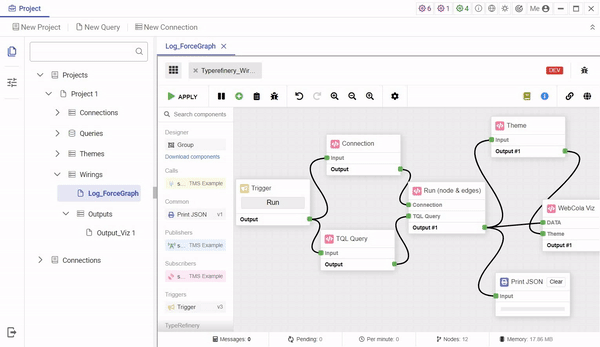 Project
6 1 4 Me
New Project New Query New Connection
Log_ForceGraph
Projects
Project 1
Connections
Queries
Themes
Wirings
Log_ForceGraph
Outputs
Output_Viz 1
Connections
Typerefinery_Wir...
DEV
APPLY
Search components
Designer
Group
Download components
Calls
s... TMS Example
Common
Print JSON v1
Publishers
s... TMS Example
Subscribers
s... TMS Example
Triggers
Trigger v3
TypeRefinery
Trigger
Run
Output
Connection
Input
Output
TQL Query
Input
Output
Run (node & edges)
Connection
TQL Query
Output #1
Theme
Input
Output #1
WebCola Viz
DATA
Theme
Output #1
Print JSON Clear
Input
Messages: 0 Pending: 0 Per minute: 0 Nodes: 12 Memory: 17.86 MB